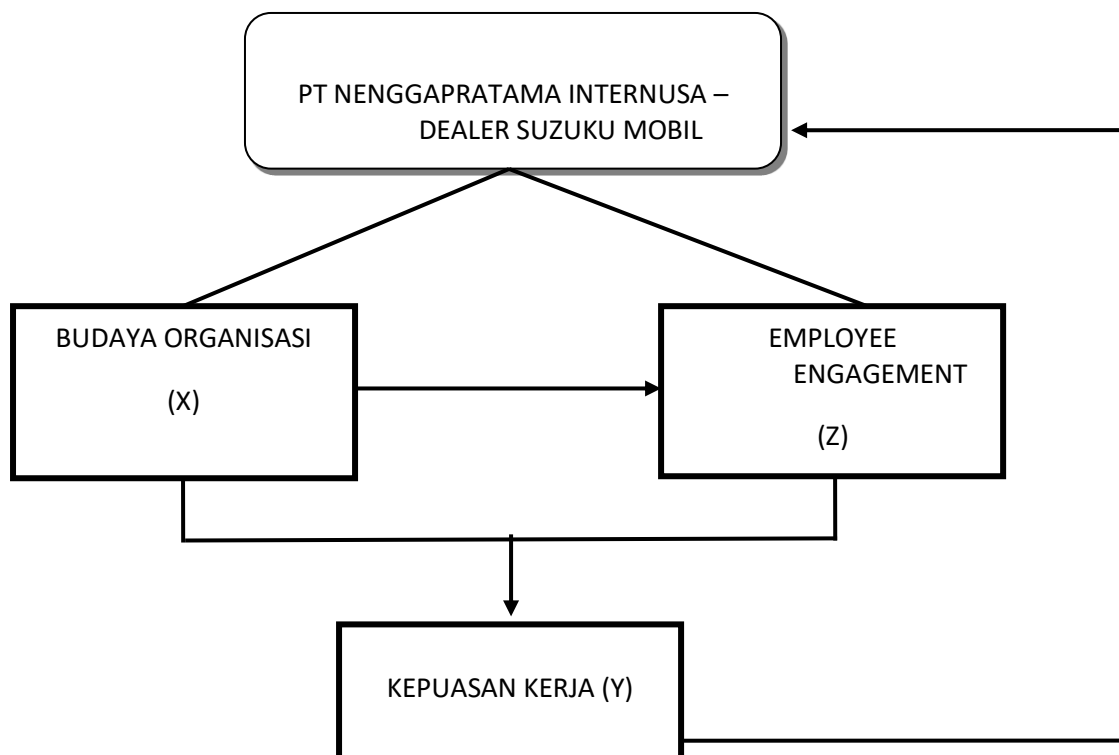 PT NENGGAPRATAMA INTERNUSA –
DEALER SUZUKU MOBIL
BUDAYA ORGANISASI
(X)
EMPLOYEE
ENGAGEMENT
(Z)
KEPUASAN KERJA (Y)